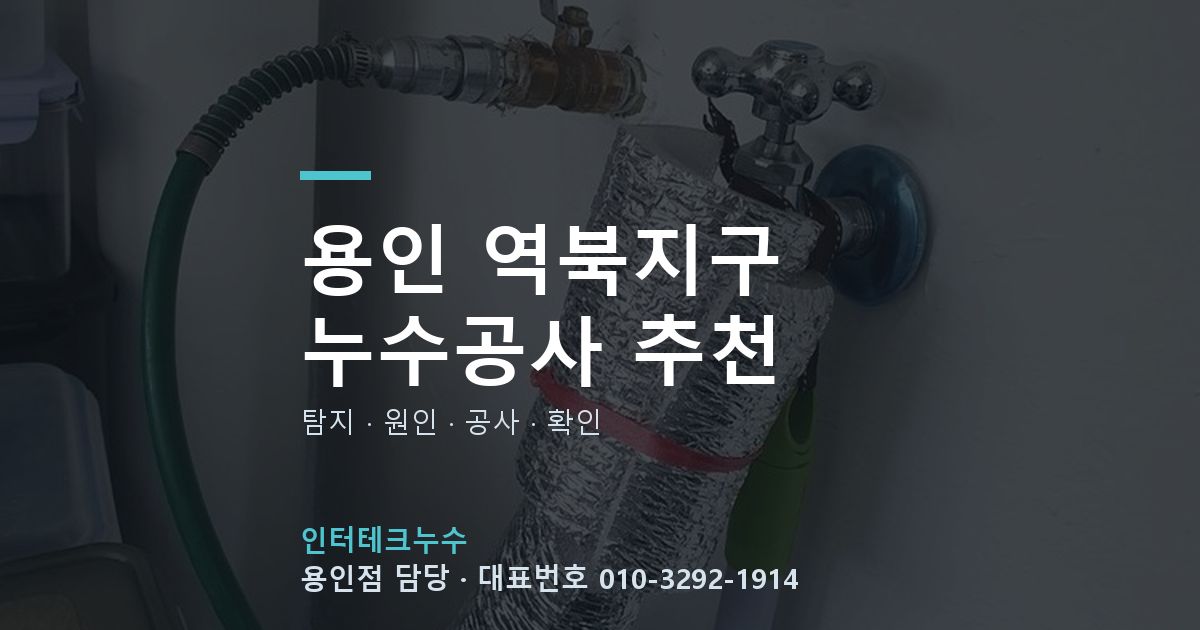 용인 역북지구
누수공사 추천
탐지 · 원인 · 공사 · 확인
인터테크누수
용인점 담당 · 대표번호 010-3292-1914